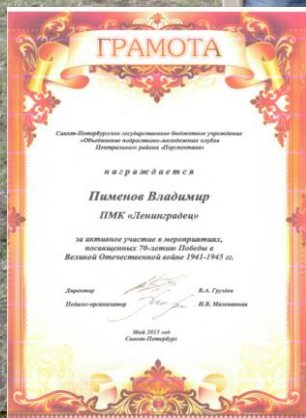 ГРАМОТА
Санкт-Петербургское государственное бюджетное учреждение
«Объединение подростково-молодежных клубов
Центрального района «Перспектива»
награждается
Пименов Владимир
ПМК «Ленинградец»
за активное участие в мероприятиях,
посвященных 70-летию Победы в
Великой Отечественной войне 1941-1945 гг.
Директор В.А. Груздев
Педагог-организатор И.В.
Май 2015 год
Санкт-Петербург